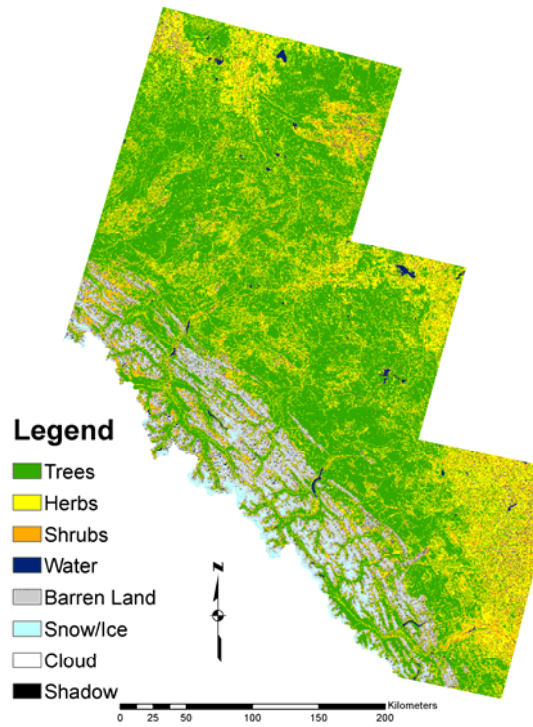 Legend
Trees
Herbs
Shrubs
Water
Barren Land
Snow/Ice
Cloud
Shadow
N
Kilometers
0 25 50 100 150 200